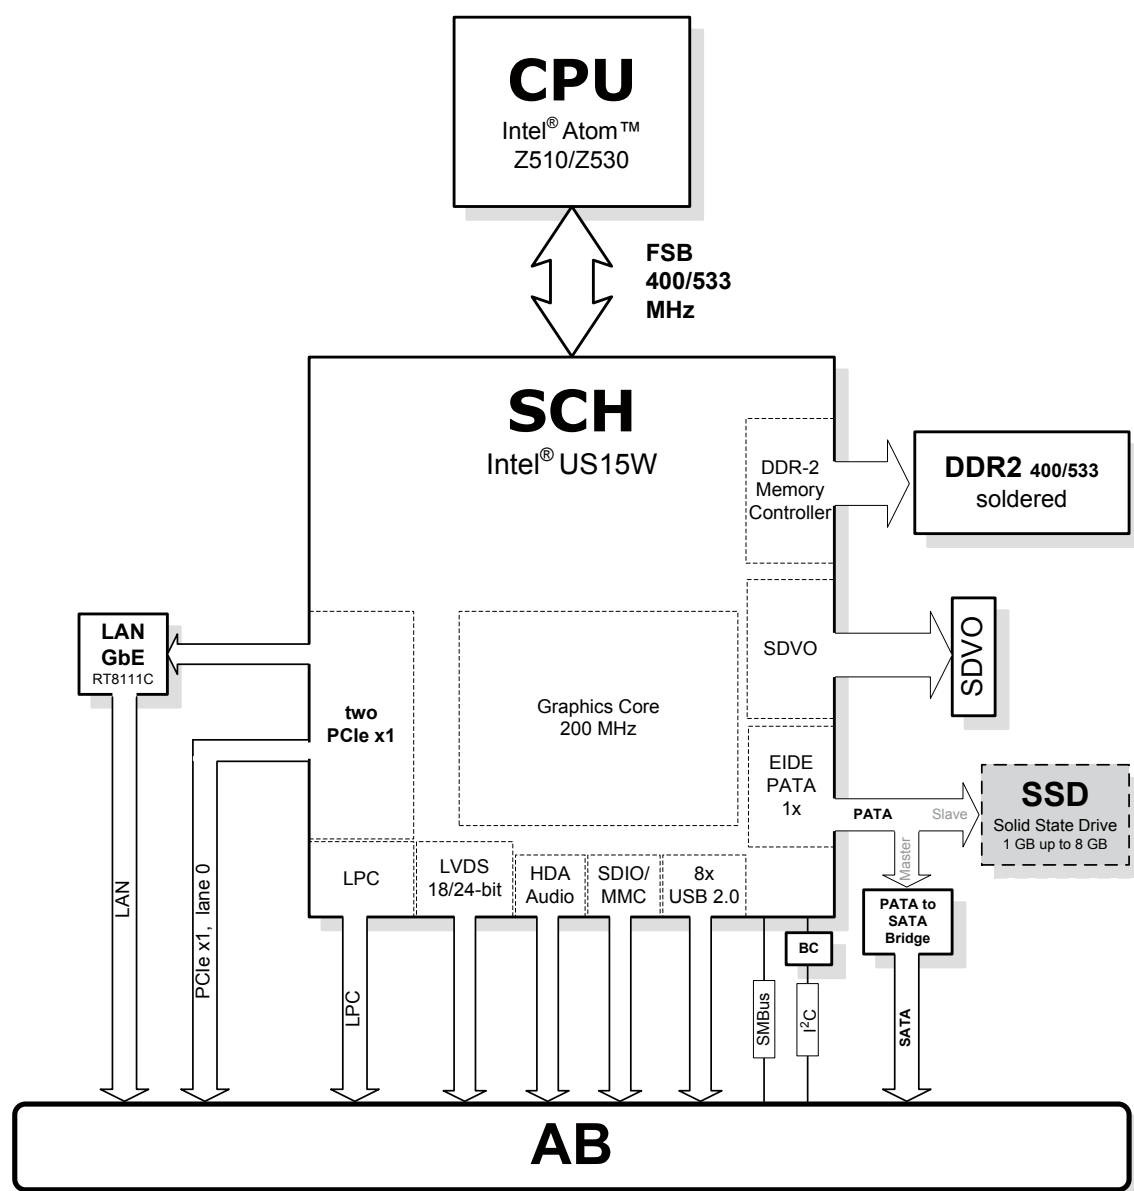 CPU
Intel® Atom™
Z510/Z530
FSB
400/533
MHz
SCH
Intel® US15W
DDR-2
Memory
Controller
DDR2 400/533
soldered
LAN
GbE
RT8111C
two
PCIe x1
Graphics Core
200 MHz
SDVO
SDVO
EIDE
PATA
1x
PATA
Slave
Master
SSD
Solid State Drive
1 GB up to 8 GB
LPC
LVDS
18/24-bit
HDA
Audio
SDIO/
MMC
8x
USB 2.0
PATA to
SATA
Bridge
BC
LAN
PCIe x1, lane 0
LPC
SMBus
I²C
SATA
AB